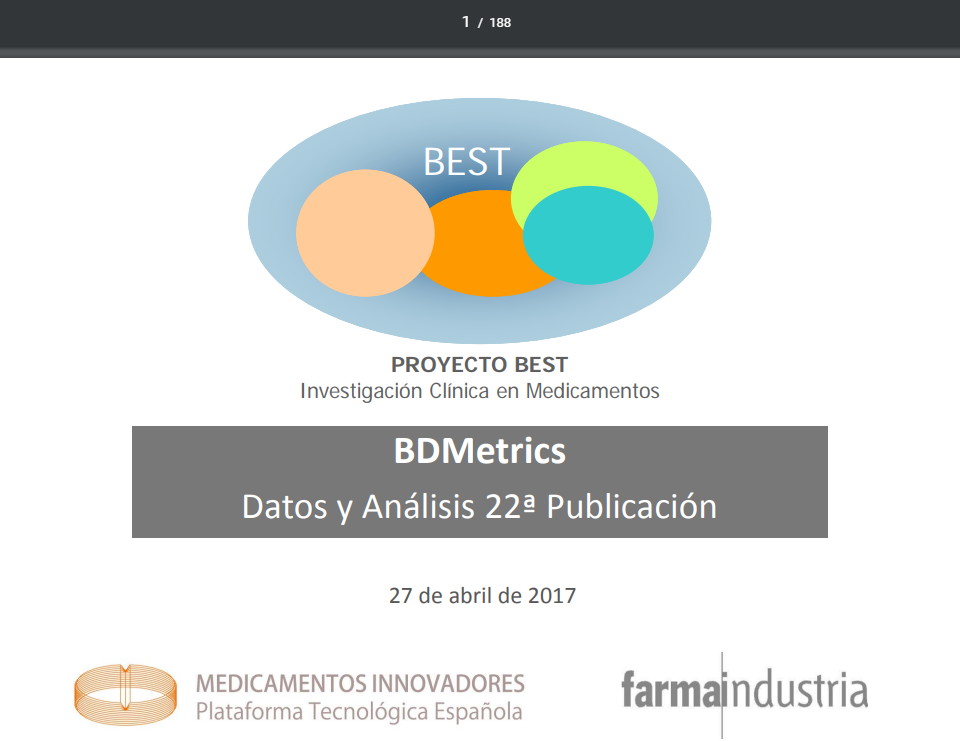 1 / 188
BEST
PROYECTO BEST
Investigación Clínica en Medicamentos
BDMetrics
Datos y Análisis 22ª Publicación
27 de abril de 2017
MEDICAMENTOS INNOVADORES
Plataforma Tecnológica Española
farmaindustria